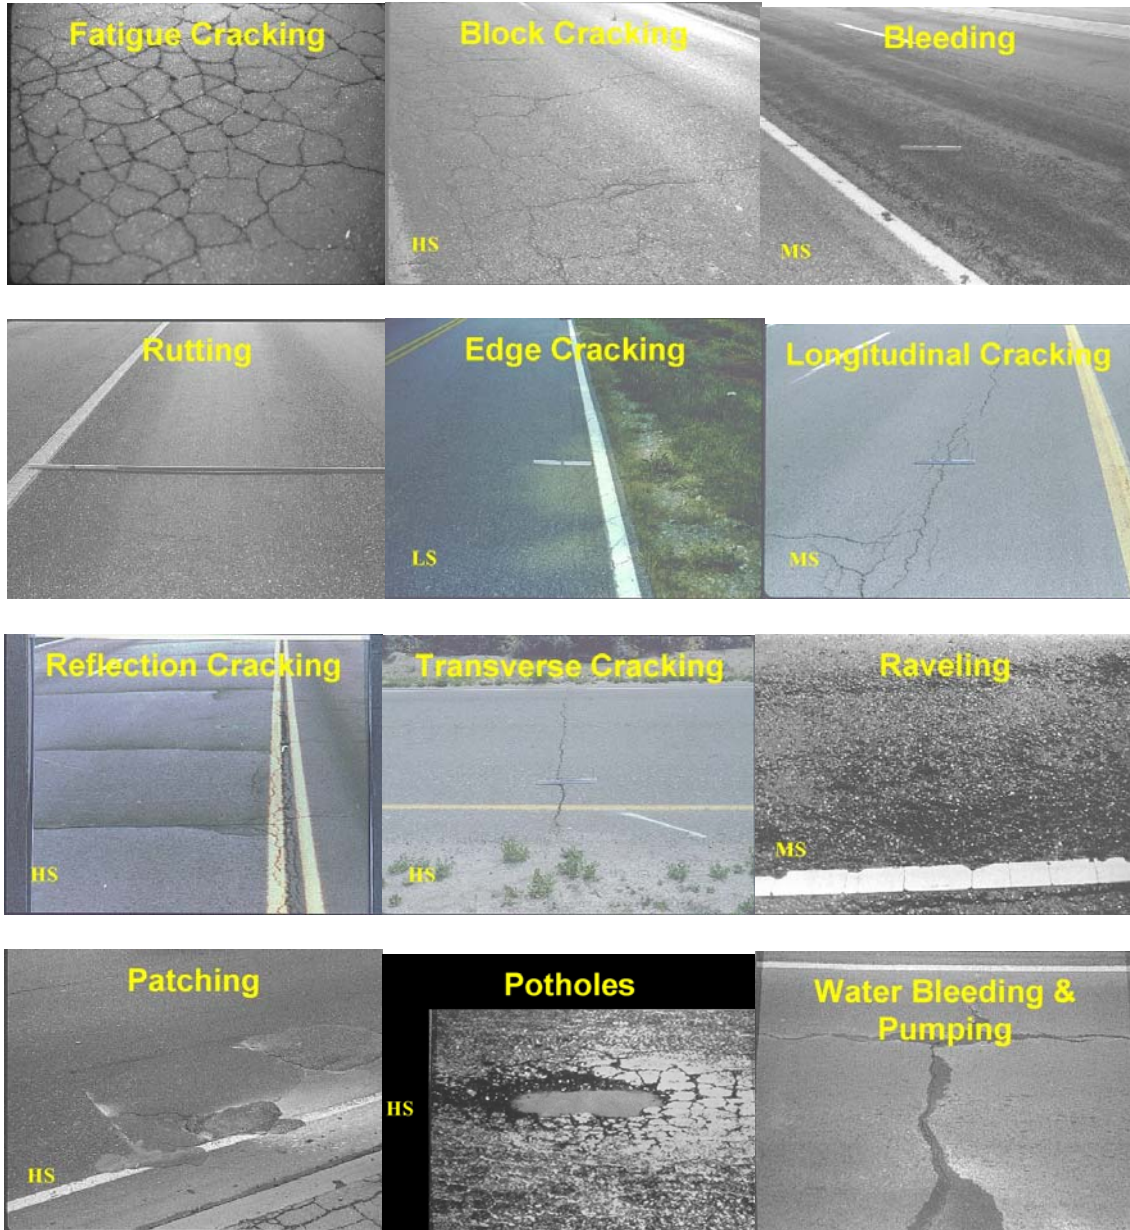 Fatigue Cracking
Block Cracking
Bleeding
HS
MS
Rutting
Edge Cracking
Longitudinal Cracking
LS
MS
Reflection Cracking
Transverse Cracking
Raveling
HS
HS
MS
Patching
Potholes
Water Bleeding &
Pumping
HS
HS